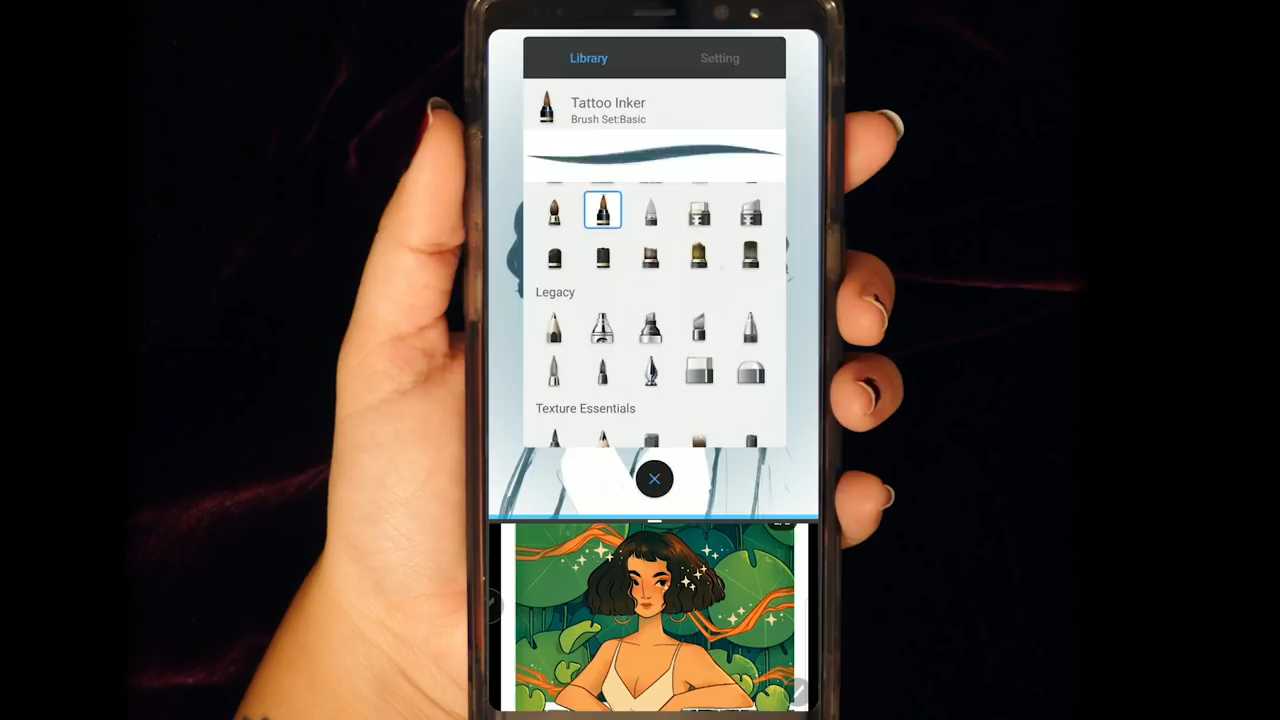 Library
Setting
Tattoo Inker
Brush Set:Basic
Legacy
Texture Essentials